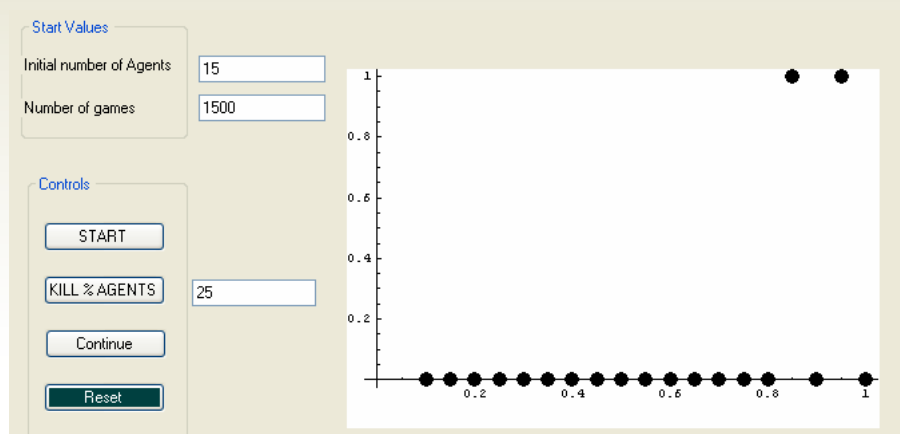 Start Values
Initial number of Agents 15
Number of games 1500
Controls
START
KILL % AGENTS 25
Continue
Reset
1
0.8
0.6
0.4
0.2
0.2 0.4 0.6 0.8 1